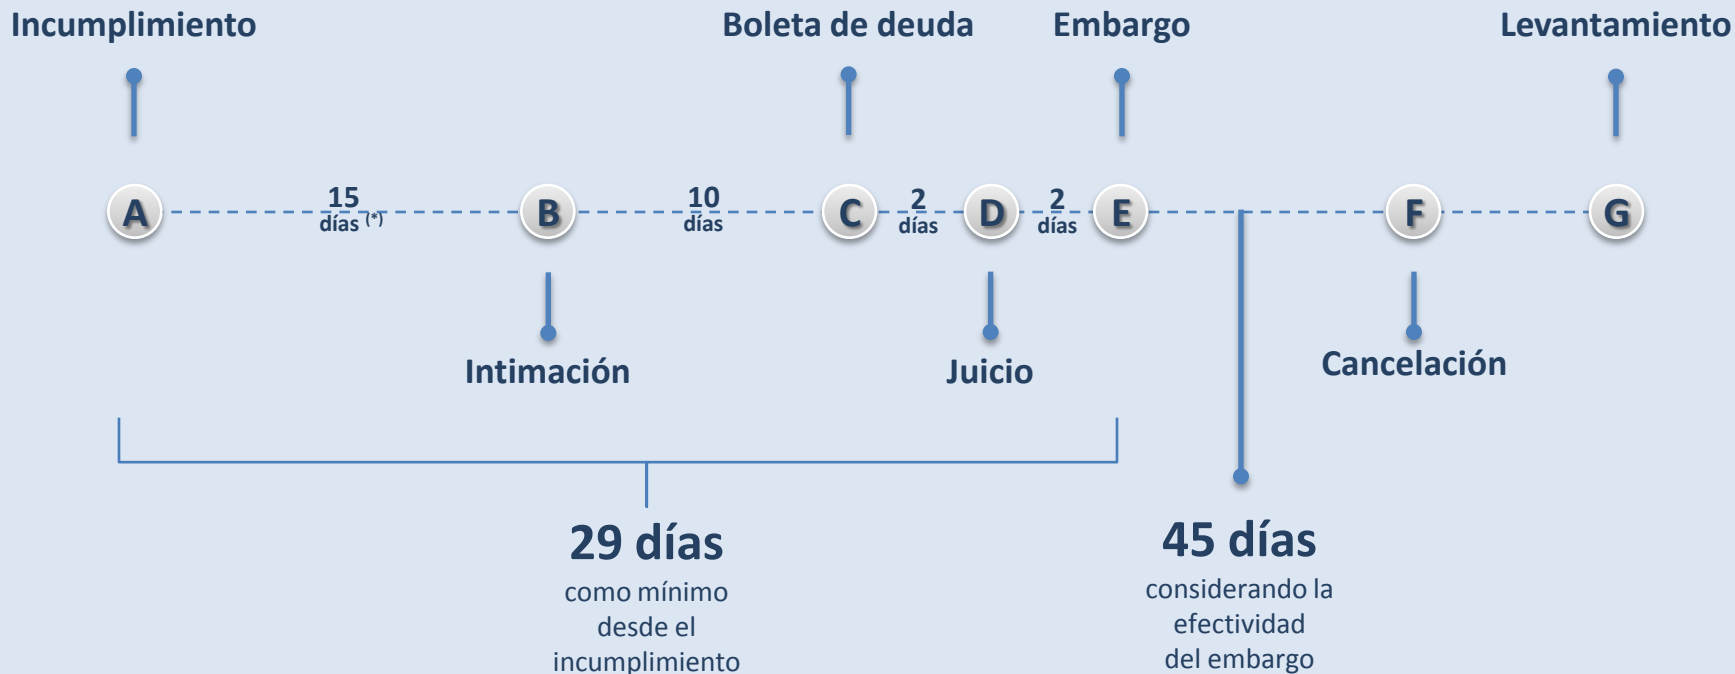 Incumplimiento
Boleta de deuda
Embargo
Levantamiento
A
15
días (*)
B
10
días
C
2
días
D
2
días
E
F
G
Intimación
Juicio
Cancelación
29 días
como mínimo
desde el
incumplimiento
45 días
considerando la
efectividad
del embargo